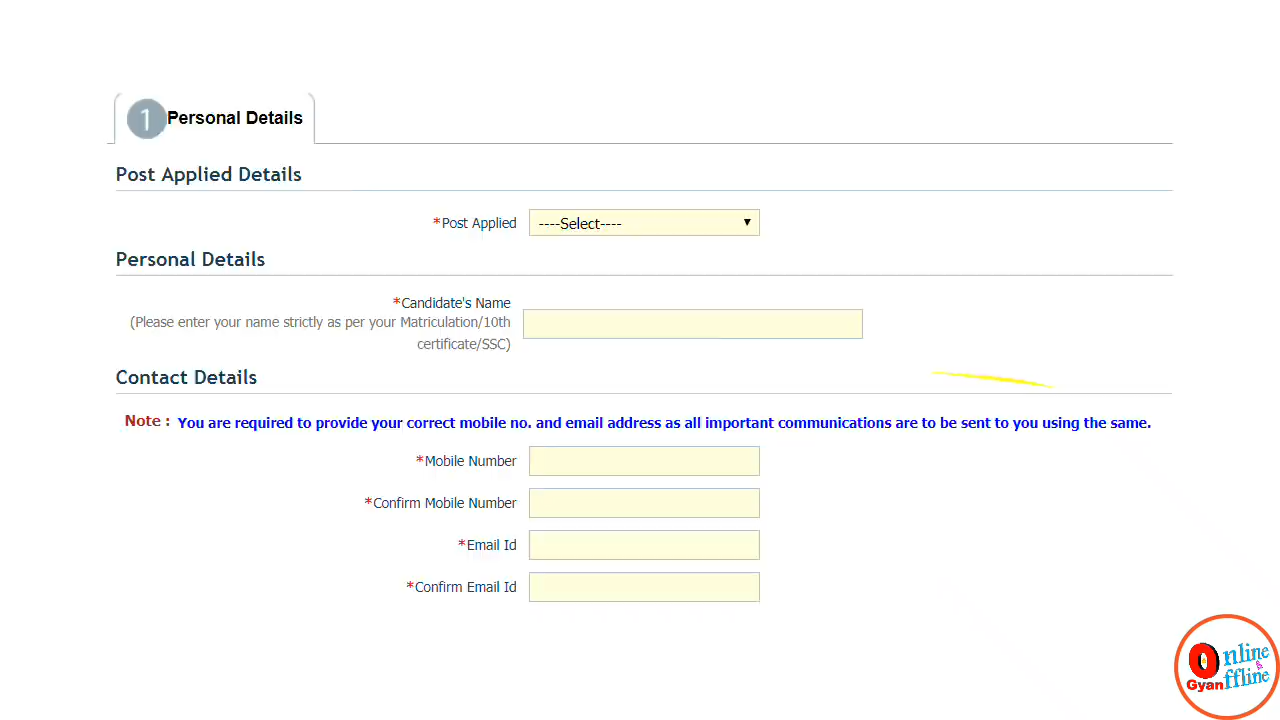 1 Personal Details
Post Applied Details
*Post Applied ----Select----
Personal Details
*Candidate's Name
(Please enter your name strictly as per your Matriculation/10th
certificate/SSC)
Contact Details
Note : You are required to provide your correct mobile no. and email address as all important communications are to be sent to you using the same.
*Mobile Number
*Confirm Mobile Number
*Email Id
*Confirm Email Id
Online
&
Gyan Offline